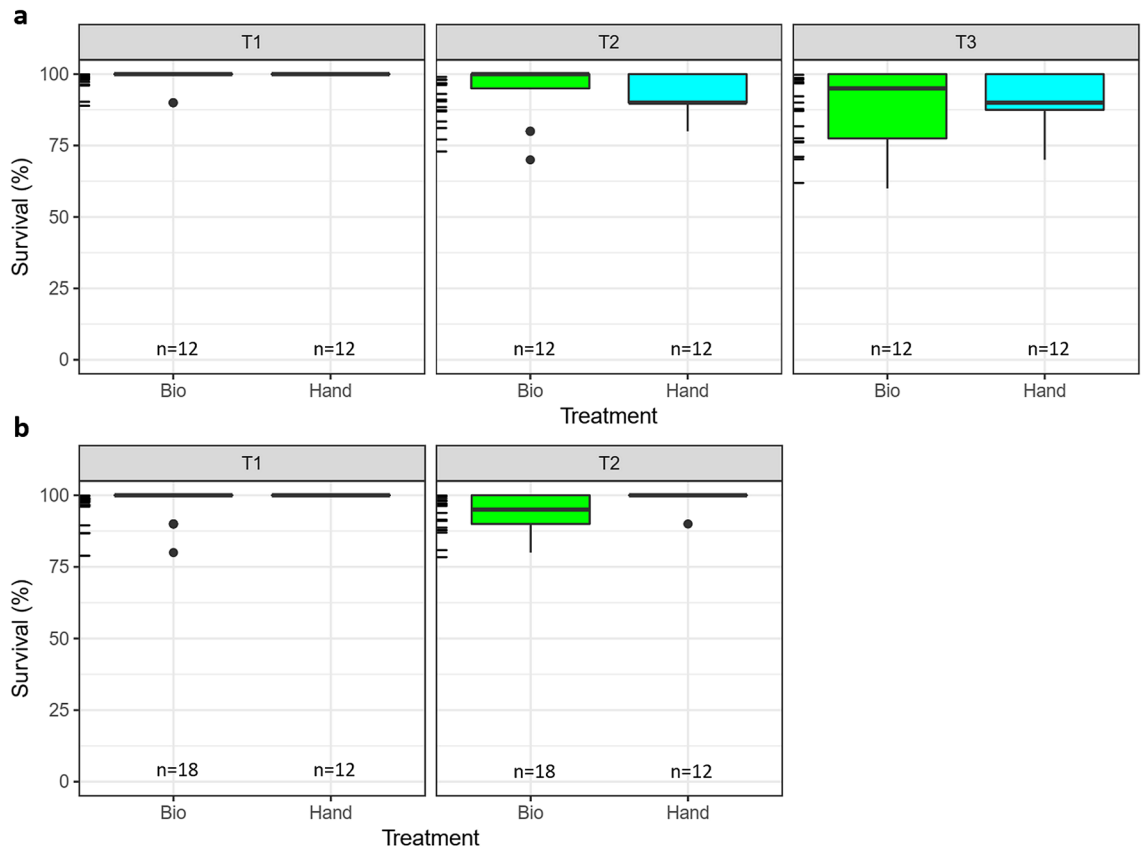 a
T1 T2 T3
100
75
50
25
0
Survival (%)
n=12 n=12 n=12 n=12 n=12 n=12
Bio Hand Bio Hand Bio Hand
Treatment
b
T1 T2
100
75
50
25
0
Survival (%)
n=18 n=12 n=18 n=12
Bio Hand Bio Hand
Treatment